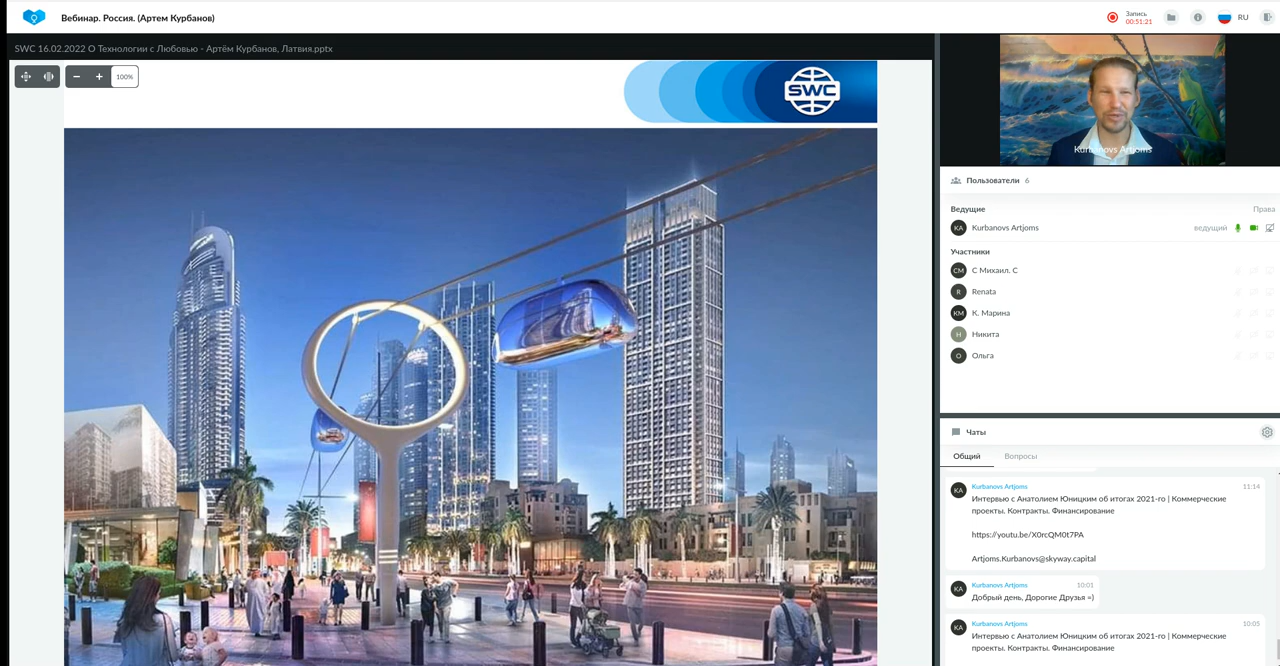 Вебинар. Россия. (Артем Курбанов)
Запись
00:51:21
RU
SWC 16.02.2022 О Технологии с Любовью - Артём Курбанов, Латвия.pptx
100%
SWC
Kurbanovs Artjoms
Пользователи 6
Ведущие Права
KA Kurbanovs Artjoms ведущий
Участники
СМ С Михаил. С
R Renata
КМ К. Марина
Н Никита
О Ольга
Чаты
Общий Вопросы
KA Kurbanovs Artjoms 11:14
Интервью с Анатолием Юницким об итогах 2021-го | Коммерческие
проекты. Контракты. Финансирование
https://youtu.be/X0rcQM0t7PA
Artjoms.Kurbanovs@skyway.capital
KA Kurbanovs Artjoms 10:01
Добрый день, Дорогие Друзья =)
KA Kurbanovs Artjoms 10:05
Интервью с Анатолием Юницким об итогах 2021-го | Коммерческие
проекты. Контракты. Финансирование